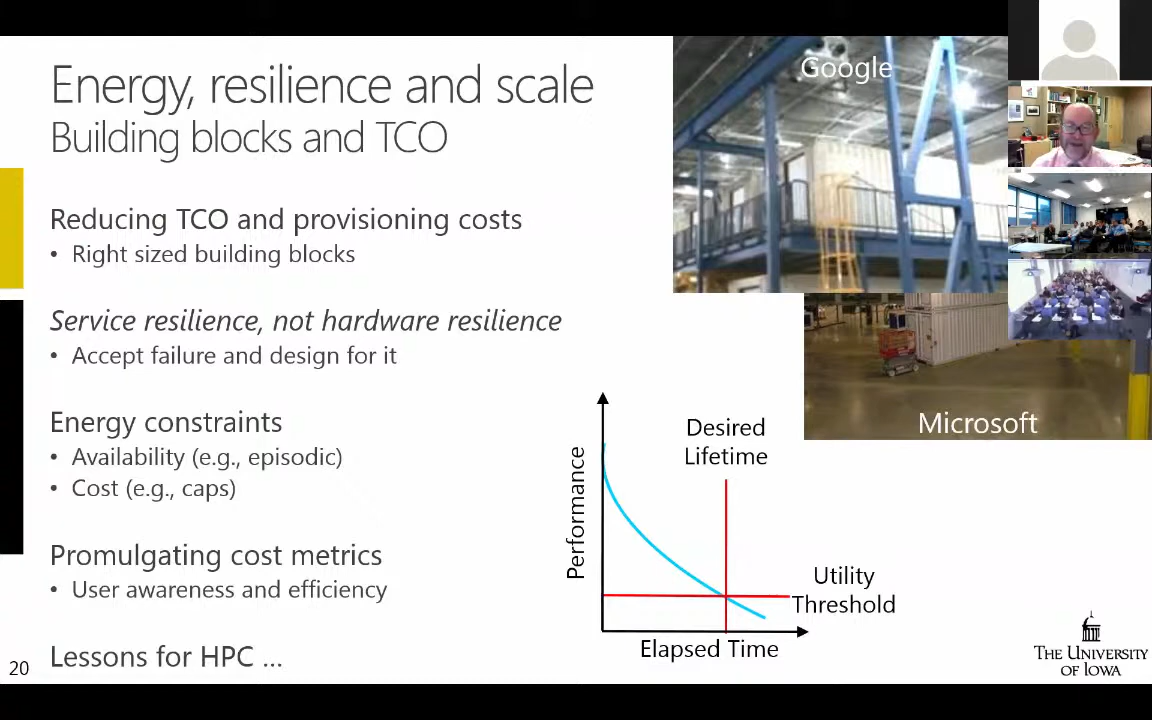 Energy, resilience and scale
Building blocks and TCO
Reducing TCO and provisioning costs
• Right sized building blocks
Service resilience, not hardware resilience
• Accept failure and design for it
Energy constraints
• Availability (e.g., episodic)
• Cost (e.g., caps)
Promulgating cost metrics
• User awareness and efficiency
Lessons for HPC ...
20
Google
Microsoft
Desired
Lifetime
Performance
Utility
Threshold
Elapsed Time
THE UNIVERSITY
OF IOWA